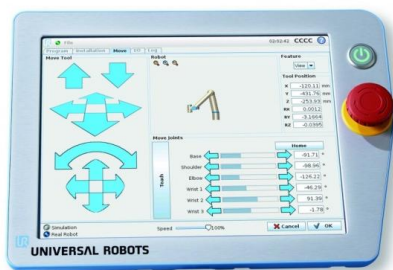 File
02:02:42 CCCC ?
Program Installation Move I/O Log
Move Tool
Robot
Feature
View
Tool Position
X -125.11 mm
Y -431.76 mm
Z -253.93 mm
RX 0.0012
RY -3.1664
RZ -0.0395
Move Joints
Home
Teach
Base -91.71 °
Shoulder -98.96 °
Elbow -126.22 °
Wrist 1 -46.29 °
Wrist 2 91.39 °
Wrist 3 -1.78 °
Simulation
Real Robot
Speed 100%
Cancel
OK
UNIVERSAL ROBOTS